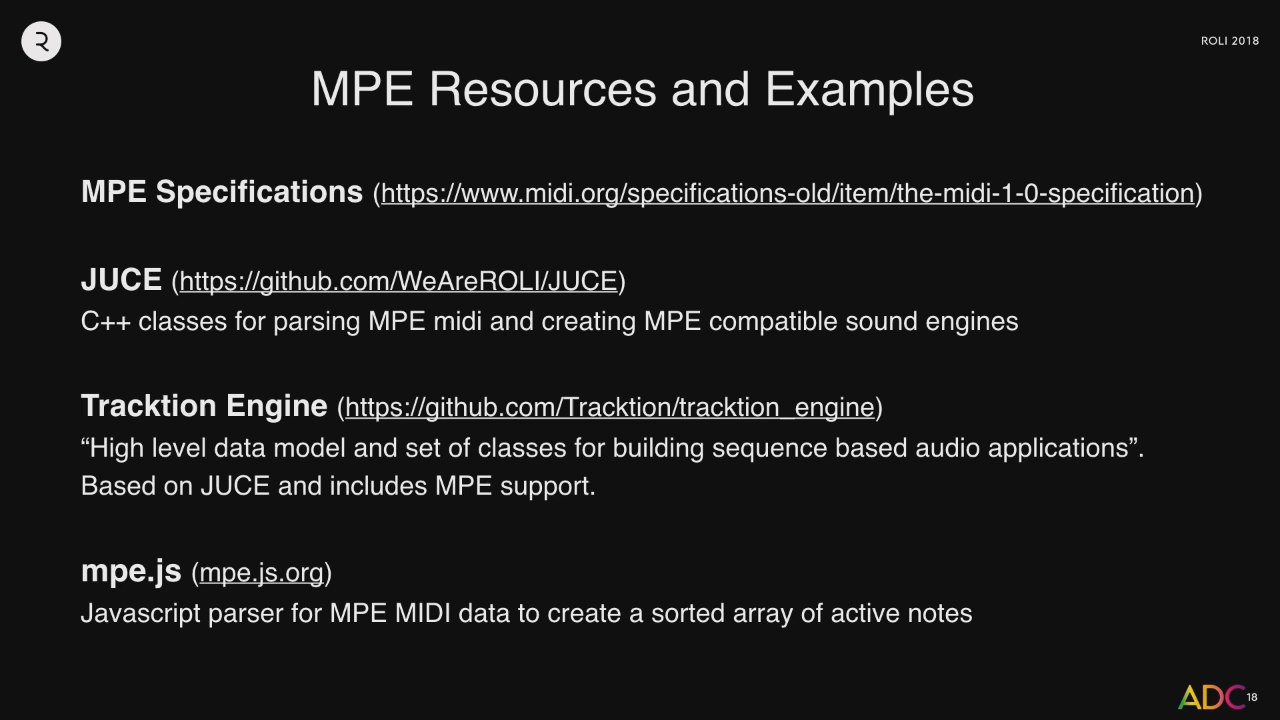 R
ROLI 2018
MPE Resources and Examples
MPE Specifications (https://www.midi.org/specifications-old/item/the-midi-1-0-specification)
JUCE (https://github.com/WeAreROLI/JUCE)
C++ classes for parsing MPE midi and creating MPE compatible sound engines
Tracktion Engine (https://github.com/Tracktion/tracktion_engine)
“High level data model and set of classes for building sequence based audio applications”.
Based on JUCE and includes MPE support.
mpe.js (mpe.js.org)
Javascript parser for MPE MIDI data to create a sorted array of active notes
ADC18